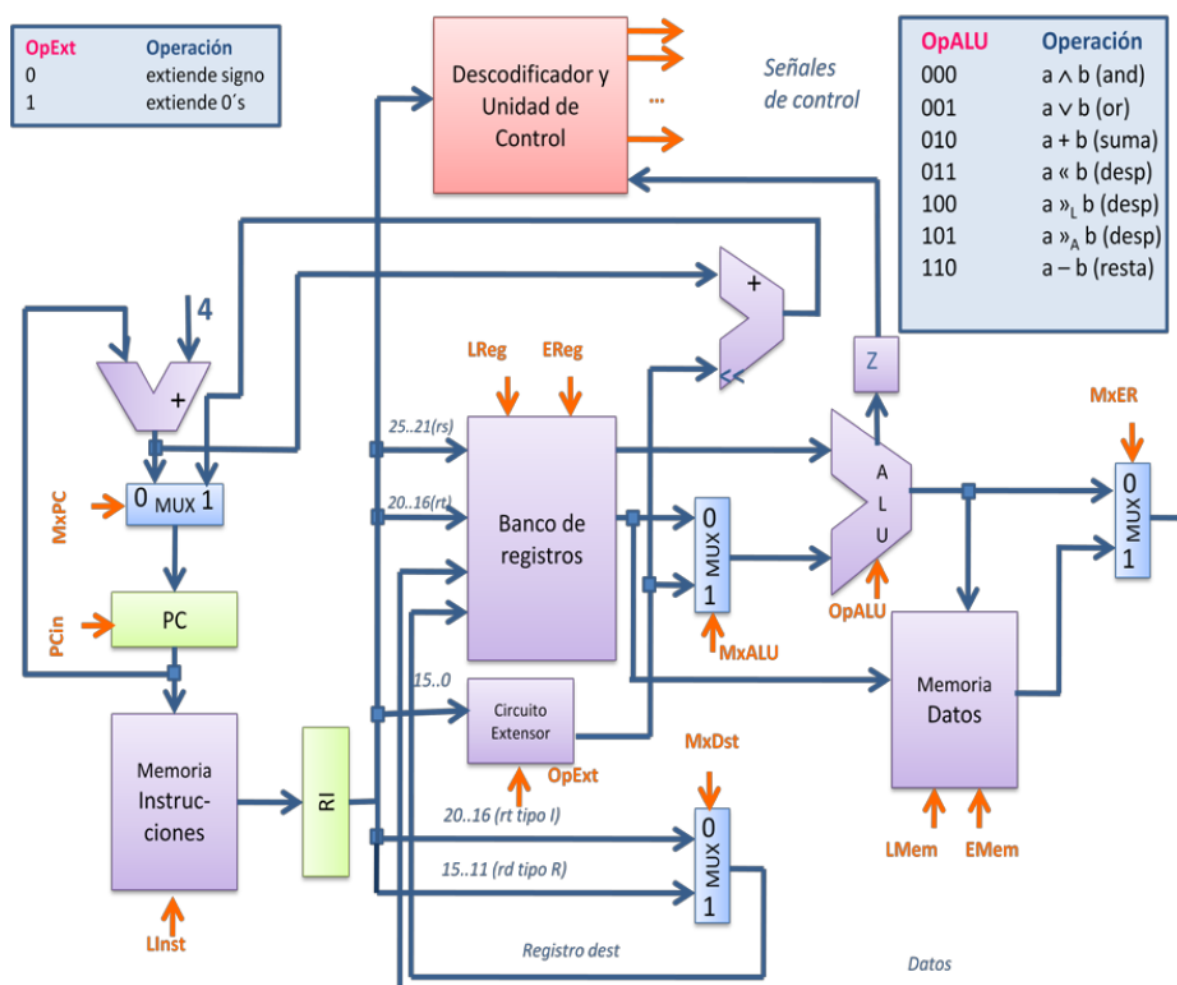 OpExt Operación
0 extiende signo
1 extiende 0´s
Descodificador y
Unidad de
Control
...
Señales
de control
OpALU Operación
000 a ∧ b (and)
001 a ∨ b (or)
010 a + b (suma)
011 a « b (desp)
100 a »L b (desp)
101 a »A b (desp)
110 a – b (resta)
4
+
+
<<
LReg
EReg
Z
MxER
25..21(rs)
20..16(rt)
Banco de
registros
0
MUX
1
MxALU
ALU
OpALU
0
MUX
1
MxPC
0 MUX 1
PCin
PC
15..0
Circuito
Extensor
OpExt
Memoria
Datos
LMem
EMem
Memoria
Instruc-
ciones
LInst
RI
MxDst
20..16 (rt tipo I)
15..11 (rd tipo R)
0
MUX
1
Registro dest
Datos